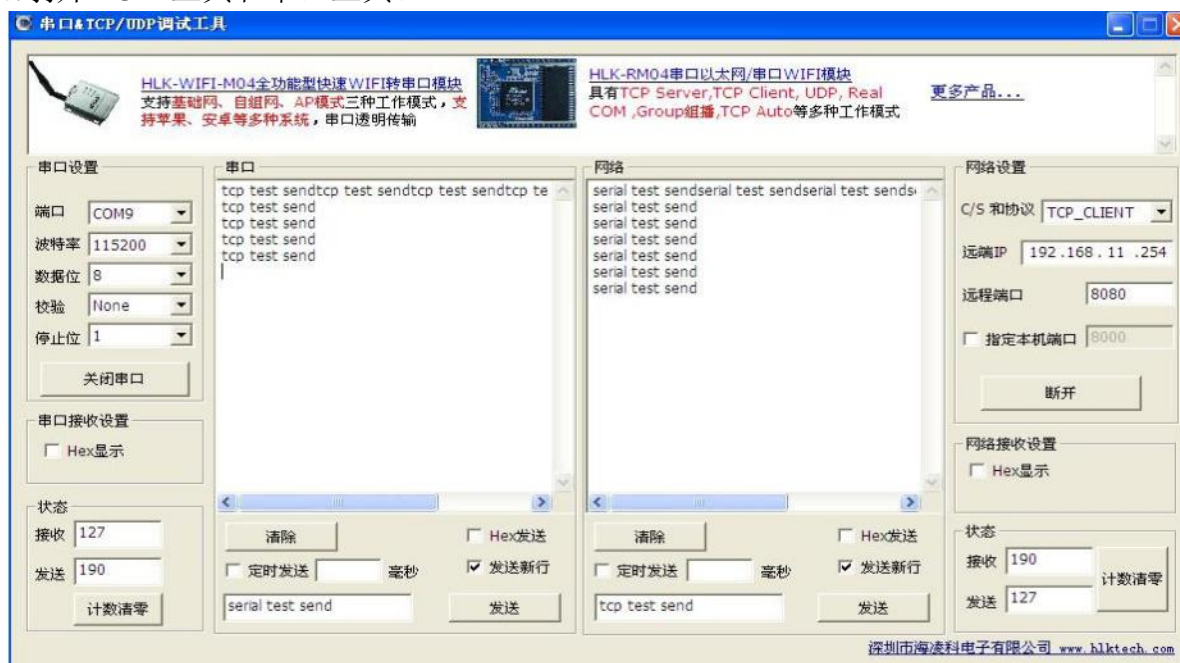 串口&TCP/UDP调试工具
HLK-WIFI-M04全功能型快速WIFI转串口模块
支持基础网、自组网、AP模式三种工作模式，支
持苹果、安卓等多种系统，串口透明传输
HLK-RM04串口以太网/串口WIFI模块
具有TCP Server,TCP Client, UDP, Real
COM ,Group组播,TCP Auto等多种工作模式
更多产品...
串口设置
端口 COM9
波特率 115200
数据位 8
校验 None
停止位 1
关闭串口
串口接收设置
Hex显示
状态
接收 127
发送 190
计数清零
串口
tcp test sendtcp test sendtcp test sendtcp te
tcp test send
tcp test send
tcp test send
tcp test send
清除
Hex发送
定时发送 毫秒
发送新行
serial test send
发送
网络
serial test sendserial test sendserial test sends
serial test send
serial test send
serial test send
serial test send
serial test send
serial test send
清除
Hex发送
定时发送 毫秒
发送新行
tcp test send
发送
网络设置
C/S 和协议 TCP_CLIENT
远端IP 192.168.11.254
远程端口 8080
指定本机端口 8000
断开
网络接收设置
Hex显示
状态
接收 190
发送 127
计数清零
深圳市海凌科电子有限公司 www.hlktech.com